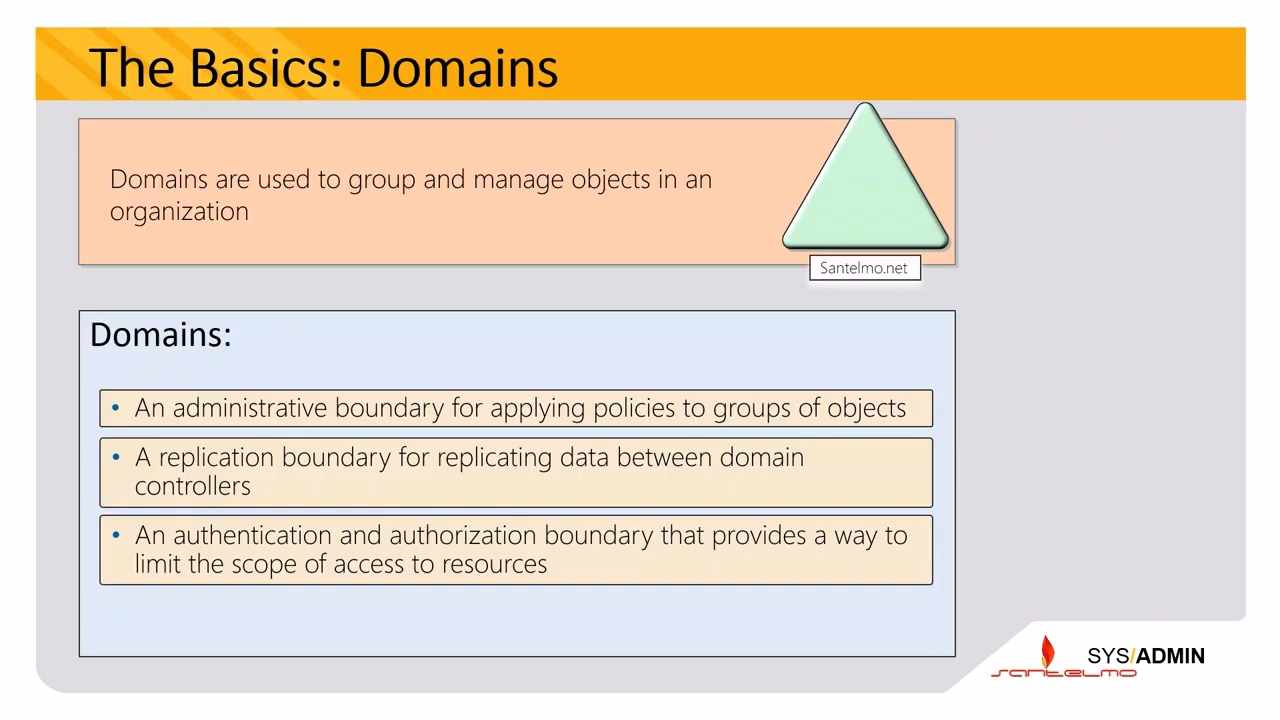 The Basics: Domains
Domains are used to group and manage objects in an
organization
Santelmo.net
Domains:
• An administrative boundary for applying policies to groups of objects
• A replication boundary for replicating data between domain
controllers
• An authentication and authorization boundary that provides a way to
limit the scope of access to resources
SYS/ADMIN
santelmo